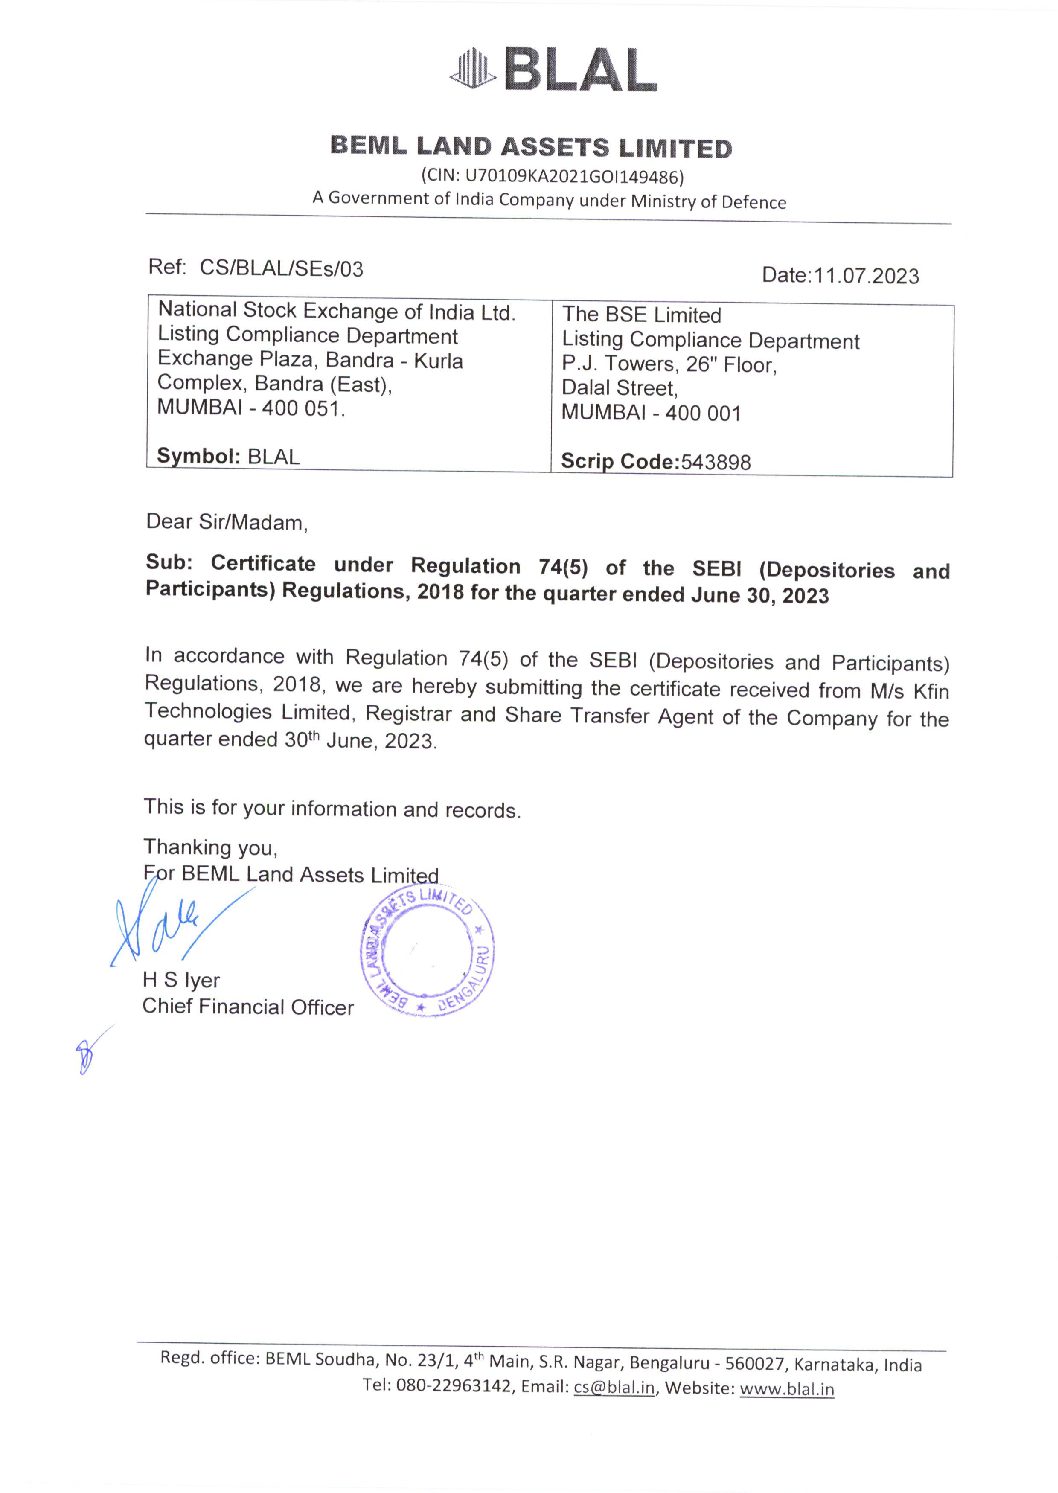 BLAL
BEML LAND ASSETS LIMITED
(CIN: U70109KA2021GOI149486)
A Government of India Company under Ministry of Defence
Ref: CS/BLAL/SEs/03
Date:11.07.2023
National Stock Exchange of India Ltd.
Listing Compliance Department
Exchange Plaza, Bandra - Kurla
Complex, Bandra (East),
MUMBAI - 400 051.
Symbol: BLAL
The BSE Limited
Listing Compliance Department
P.J. Towers, 26" Floor,
Dalal Street,
MUMBAI - 400 001
Scrip Code:543898
Dear Sir/Madam,
Sub: Certificate under Regulation 74(5) of the SEBI (Depositories and
Participants) Regulations, 2018 for the quarter ended June 30, 2023
In accordance with Regulation 74(5) of the SEBI (Depositories and Participants)
Regulations, 2018, we are hereby submitting the certificate received from M/s Kfin
Technologies Limited, Registrar and Share Transfer Agent of the Company for the
quarter ended 30th June, 2023.
This is for your information and records.
Thanking you,
For BEML Land Assets Limited
BEML LAND ASSETS LIMITED ★ BENGALURU ★
H S Iyer
Chief Financial Officer
Regd. office: BEML Soudha, No. 23/1, 4th Main, S.R. Nagar, Bengaluru - 560027, Karnataka, India
Tel: 080-22963142, Email: cs@blal.in, Website: www.blal.in